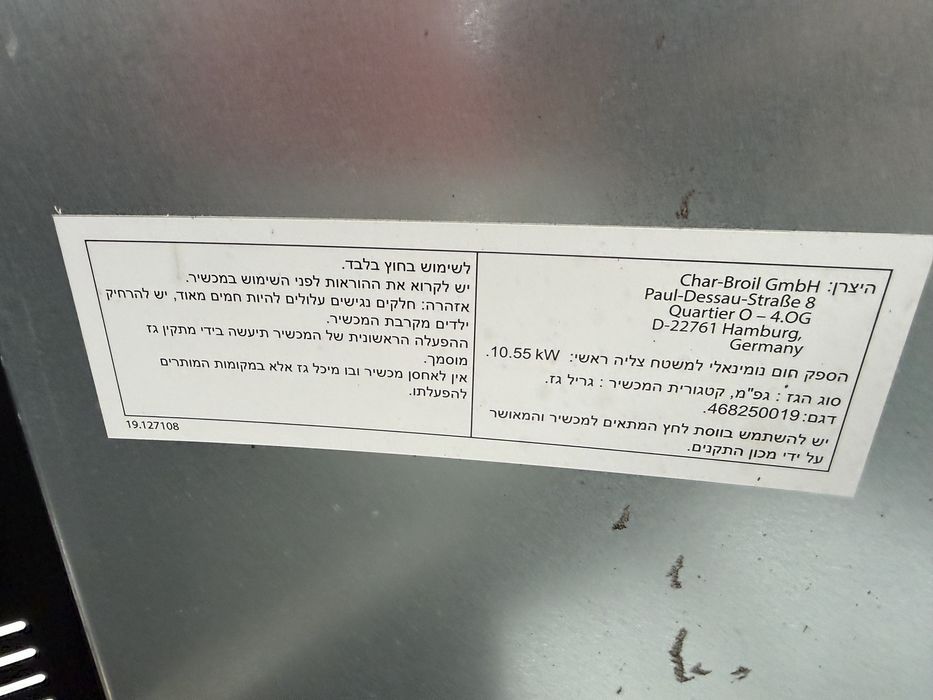 היצרן: Char-Broil GmbH
Paul-Dessau-Straße 8
Quartier O – 4.OG
D-22761 Hamburg,
Germany
הספק חום נומינאלי למשטח צליה ראשי: 10.55 kW.
סוג הגז : גפ"מ, קטגורית המכשיר : גריל גז.
דגם: 468250019.
יש להשתמש בווסת לחץ המתאים למכשיר והמאושר
על ידי מכון התקנים.
לשימוש בחוץ בלבד.
יש לקרוא את ההוראות לפני השימוש במכשיר.
אזהרה: חלקים נגישים עלולים להיות חמים מאוד, יש להרחיק
ילדים מקרבת המכשיר.
ההפעלה הראשונית של המכשיר תיעשה בידי מתקין גז
מוסמך.
אין לאחסן מכשיר ובו מיכל גז אלא במקומות המותרים
להפעלתו.
19.127108